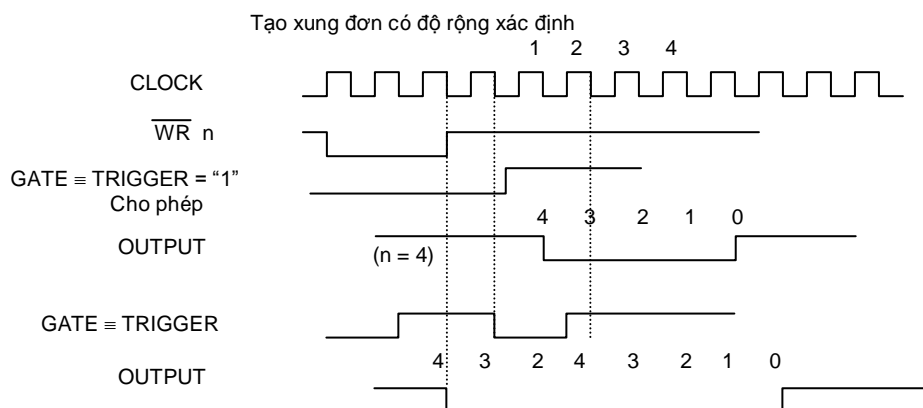 Tạo xung đơn có độ rộng xác định
1 2 3 4
CLOCK
WR n
GATE ≡ TRIGGER = “1”
Cho phép
4 3 2 1 0
OUTPUT
(n = 4)
GATE ≡ TRIGGER
4 3 2 4 3 2 1 0
OUTPUT